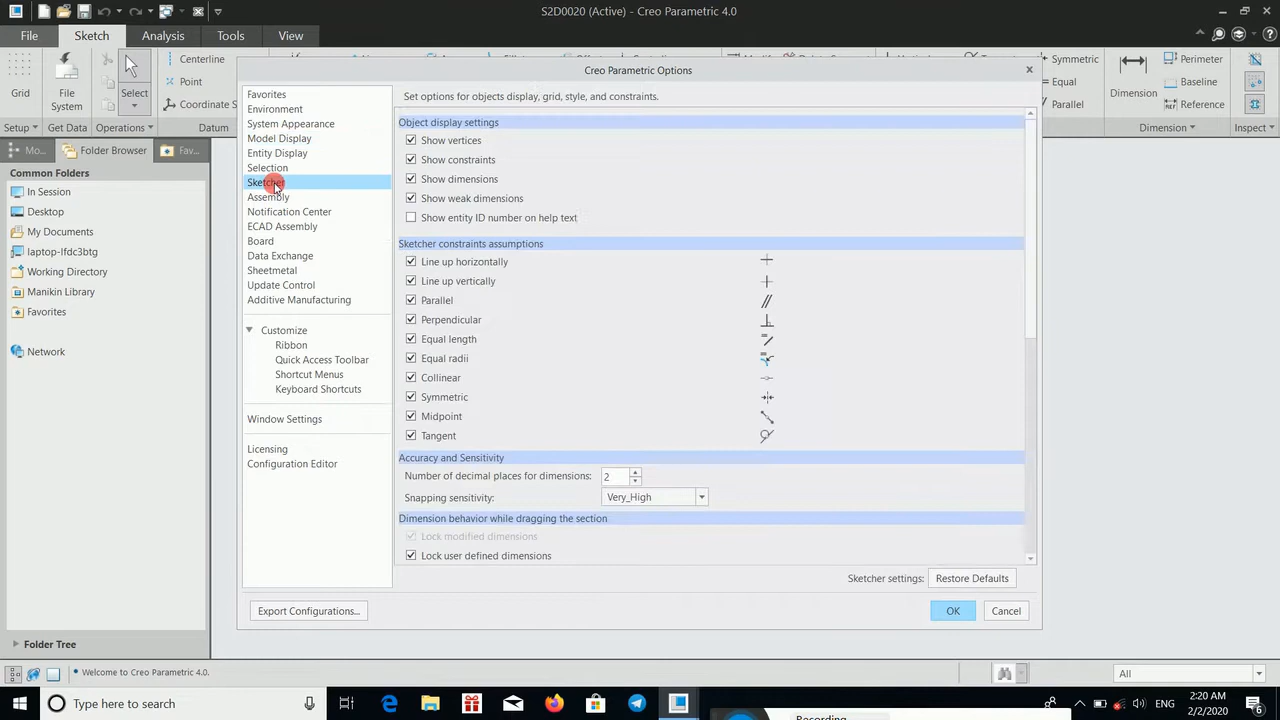 S2D0020 (Active) - Creo Parametric 4.0
File
Sketch
Analysis
Tools
View
Grid
File System
Select
Centerline
Point
Coordinate S
Dimension
Symmetric
Equal
Parallel
Perimeter
Baseline
Reference
Setup
Get Data
Operations
Datum
Dimension
Inspect
Creo Parametric Options
Mo...
Folder Browser
Fav...
Common Folders
In Session
Desktop
My Documents
laptop-lfdc3btg
Working Directory
Manikin Library
Favorites
Network
Folder Tree
Favorites
Environment
System Appearance
Model Display
Entity Display
Selection
Sketcher
Assembly
Notification Center
ECAD Assembly
Board
Data Exchange
Sheetmetal
Update Control
Additive Manufacturing
Customize
Ribbon
Quick Access Toolbar
Shortcut Menus
Keyboard Shortcuts
Window Settings
Licensing
Configuration Editor
Set options for objects display, grid, style, and constraints.
Object display settings
Show vertices
Show constraints
Show dimensions
Show weak dimensions
Show entity ID number on help text
Sketcher constraints assumptions
Line up horizontally
Line up vertically
Parallel
Perpendicular
Equal length
Equal radii
Collinear
Symmetric
Midpoint
Tangent
Accuracy and Sensitivity
Number of decimal places for dimensions: 2
Snapping sensitivity: Very_High
Dimension behavior while dragging the section
Lock modified dimensions
Lock user defined dimensions
Sketcher settings: Restore Defaults
Export Configurations...
OK
Cancel
• Welcome to Creo Parametric 4.0.
All
Type here to search
Recording
ENG
2:20 AM
2/2/2020
6